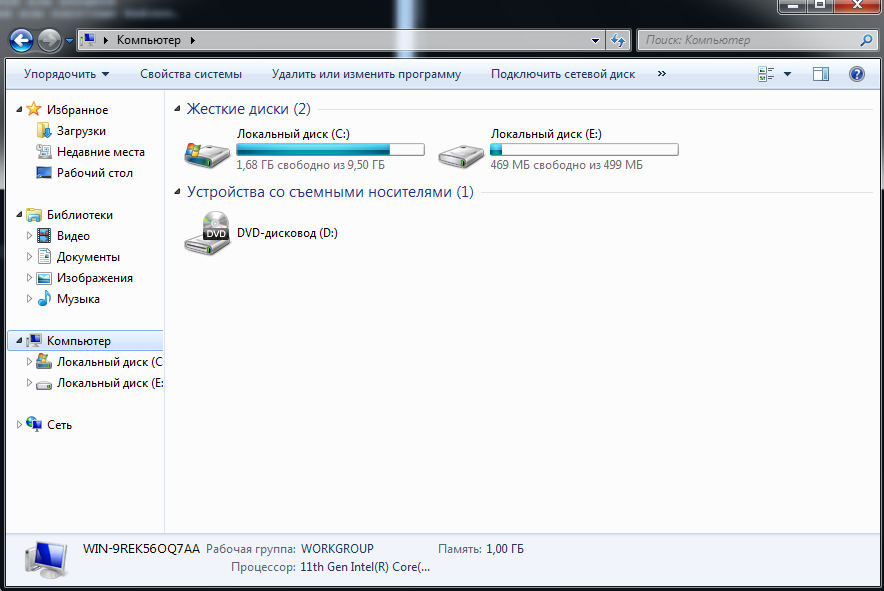 Компьютер
Поиск: Компьютер
Упорядочить Свойства системы Удалить или изменить программу Подключить сетевой диск »
Избранное
Загрузки
Недавние места
Рабочий стол
Библиотеки
Видео
Документы
Изображения
Музыка
Компьютер
Локальный диск (C
Локальный диск (E:
Сеть
Жесткие диски (2)
Локальный диск (C:)
1,68 ГБ свободно из 9,50 ГБ
Локальный диск (E:)
469 МБ свободно из 499 МБ
Устройства со съемными носителями (1)
DVD
DVD-дисковод (D:)
WIN-9REK56OQ7AA Рабочая группа: WORKGROUP Память: 1,00 ГБ
Процессор: 11th Gen Intel(R) Core(...